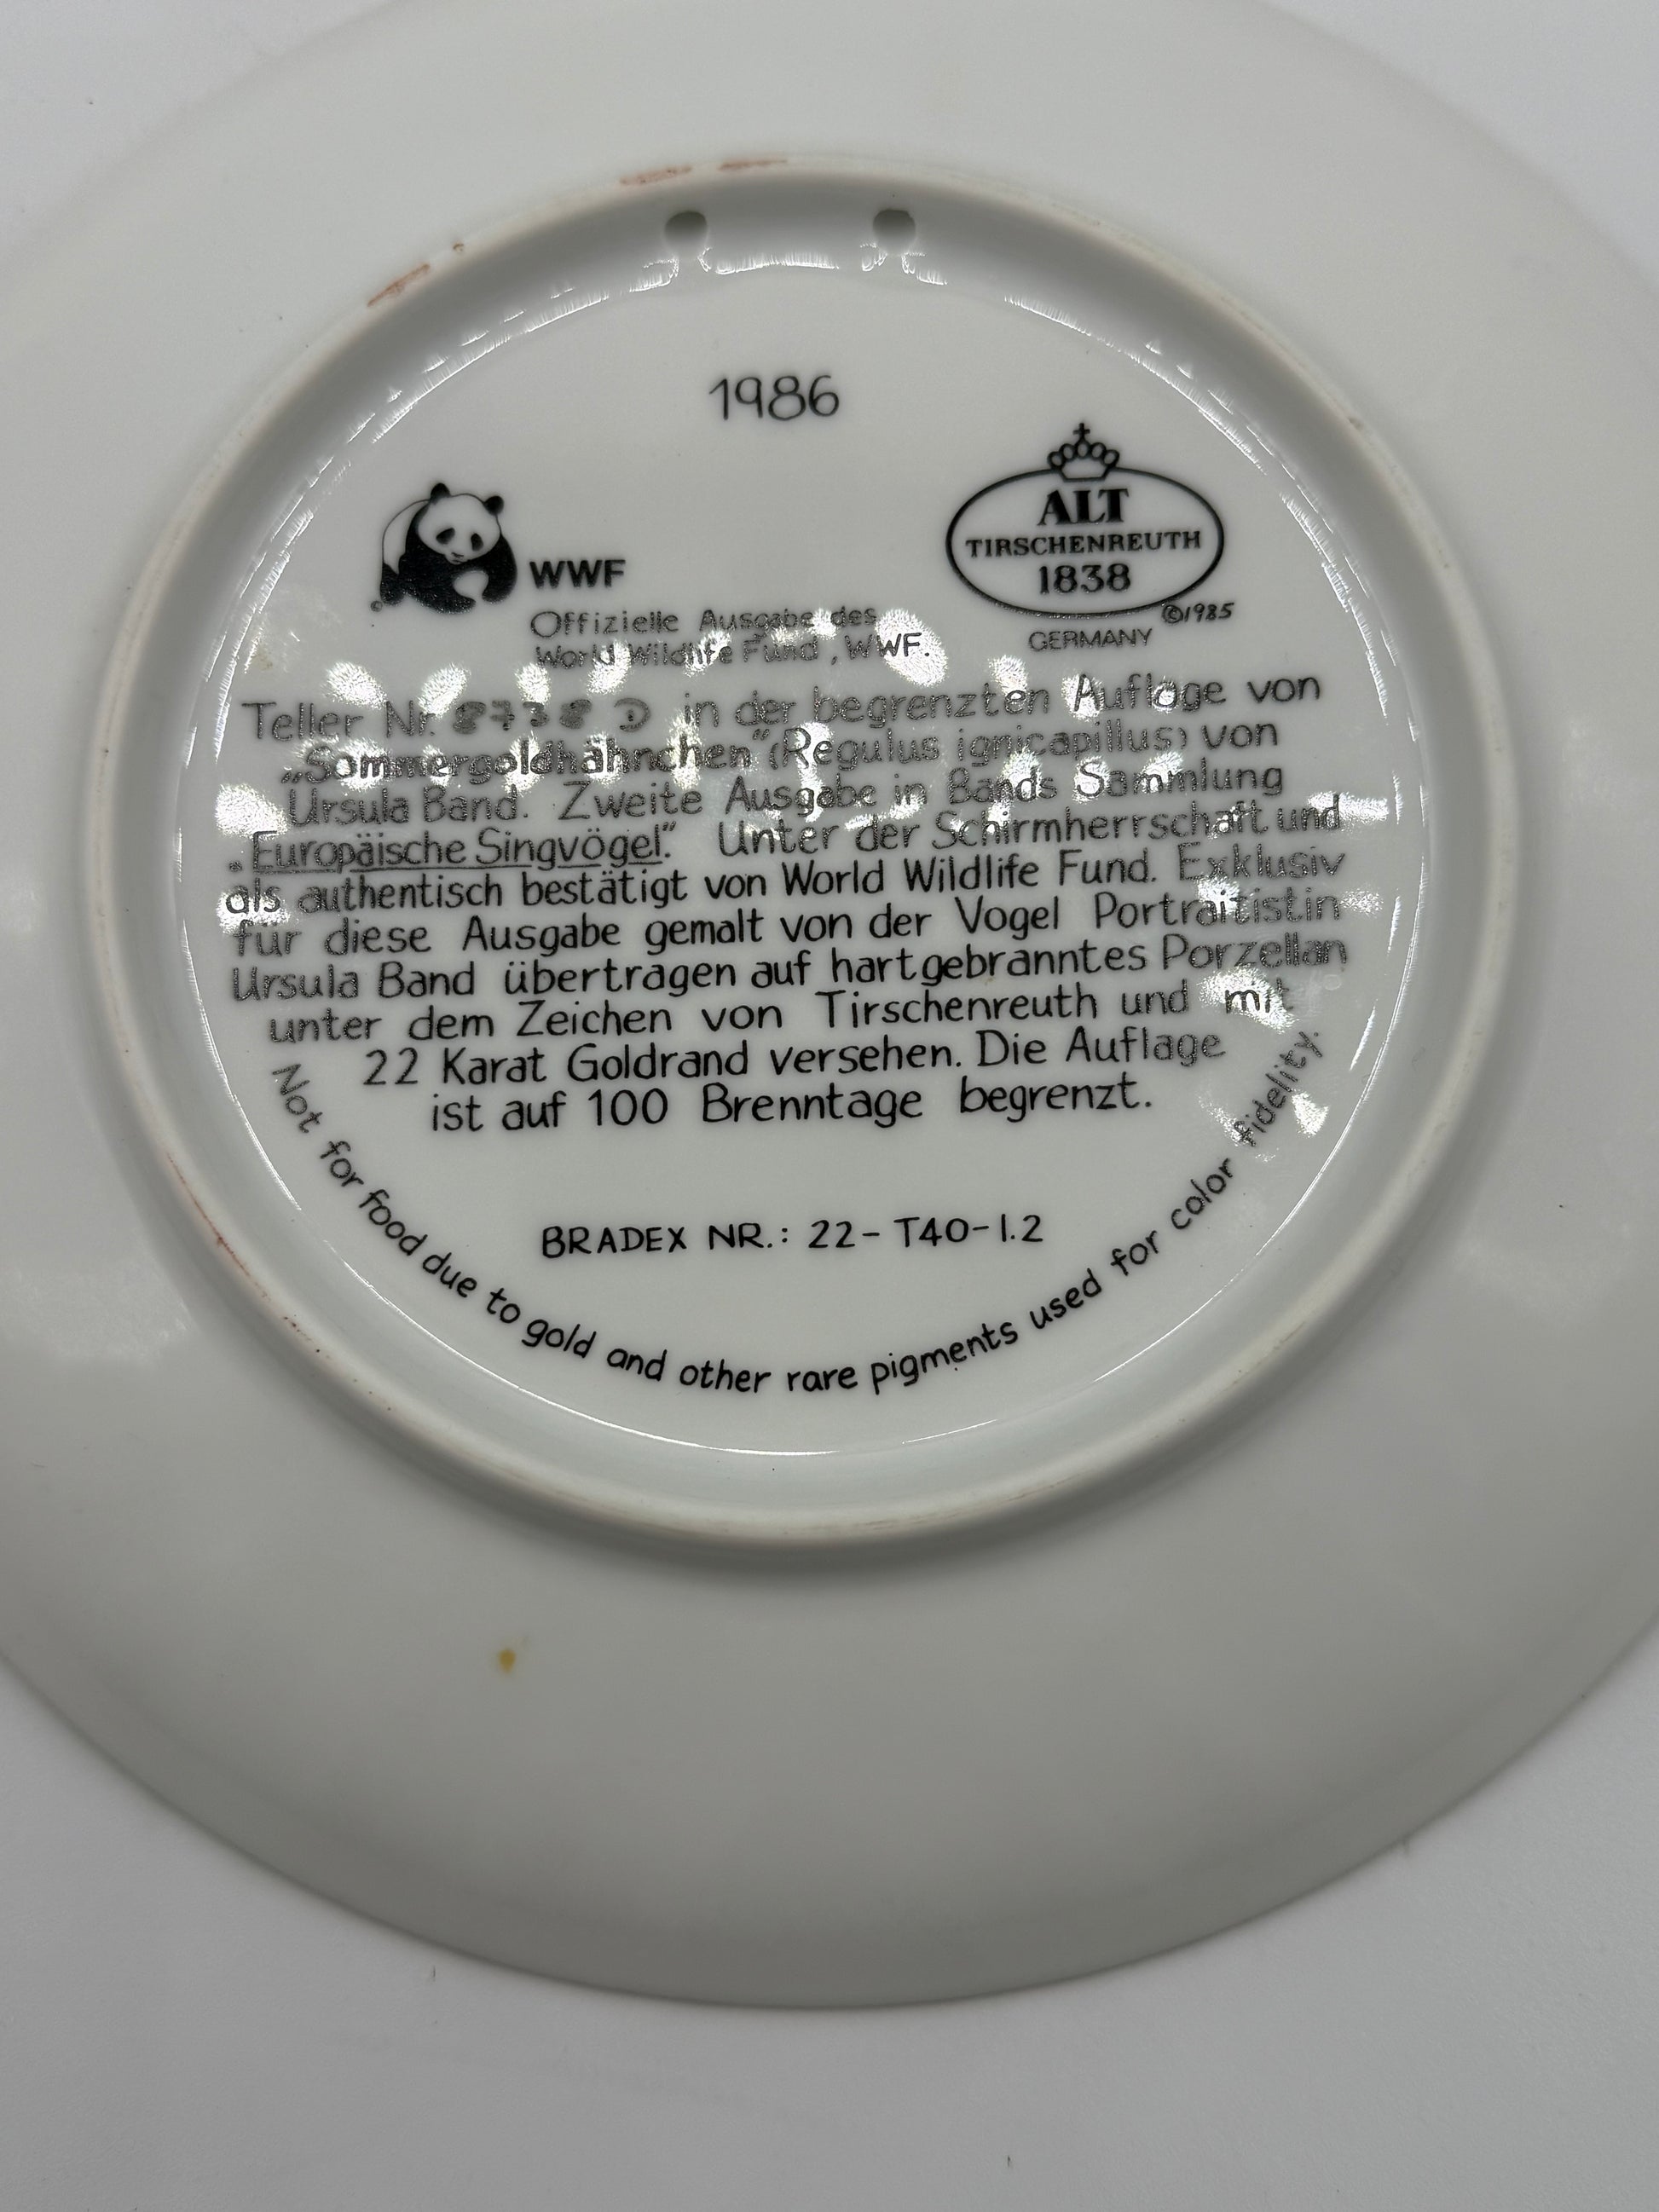 1986
WWF
Offizielle Ausgabe des
World Wildlife Fund, WWF.
ALT
TIRSCHENREUTH
1838
©1985
GERMANY
Teller Nr. in der begrenzten Auflage von
„Sommergoldhähnchen“ (Regulus ignicapillus) von
Ursula Band. Zweite Ausgabe in Bands Sammlung
„Europäische Singvögel“. Unter der Schirmherrschaft und
als authentisch bestätigt von World Wildlife Fund. Exklusiv
für diese Ausgabe gemalt von der Vogel Portraitistin
Ursula Band übertragen auf hartgebranntes Porzellan
unter dem Zeichen von Tirschenreuth und mit
22 Karat Goldrand versehen. Die Auflage
ist auf 100 Brenntage begrenzt.
BRADEX NR.: 22-T40-1.2
Not for food due to gold and other rare pigments used for color fidelity.